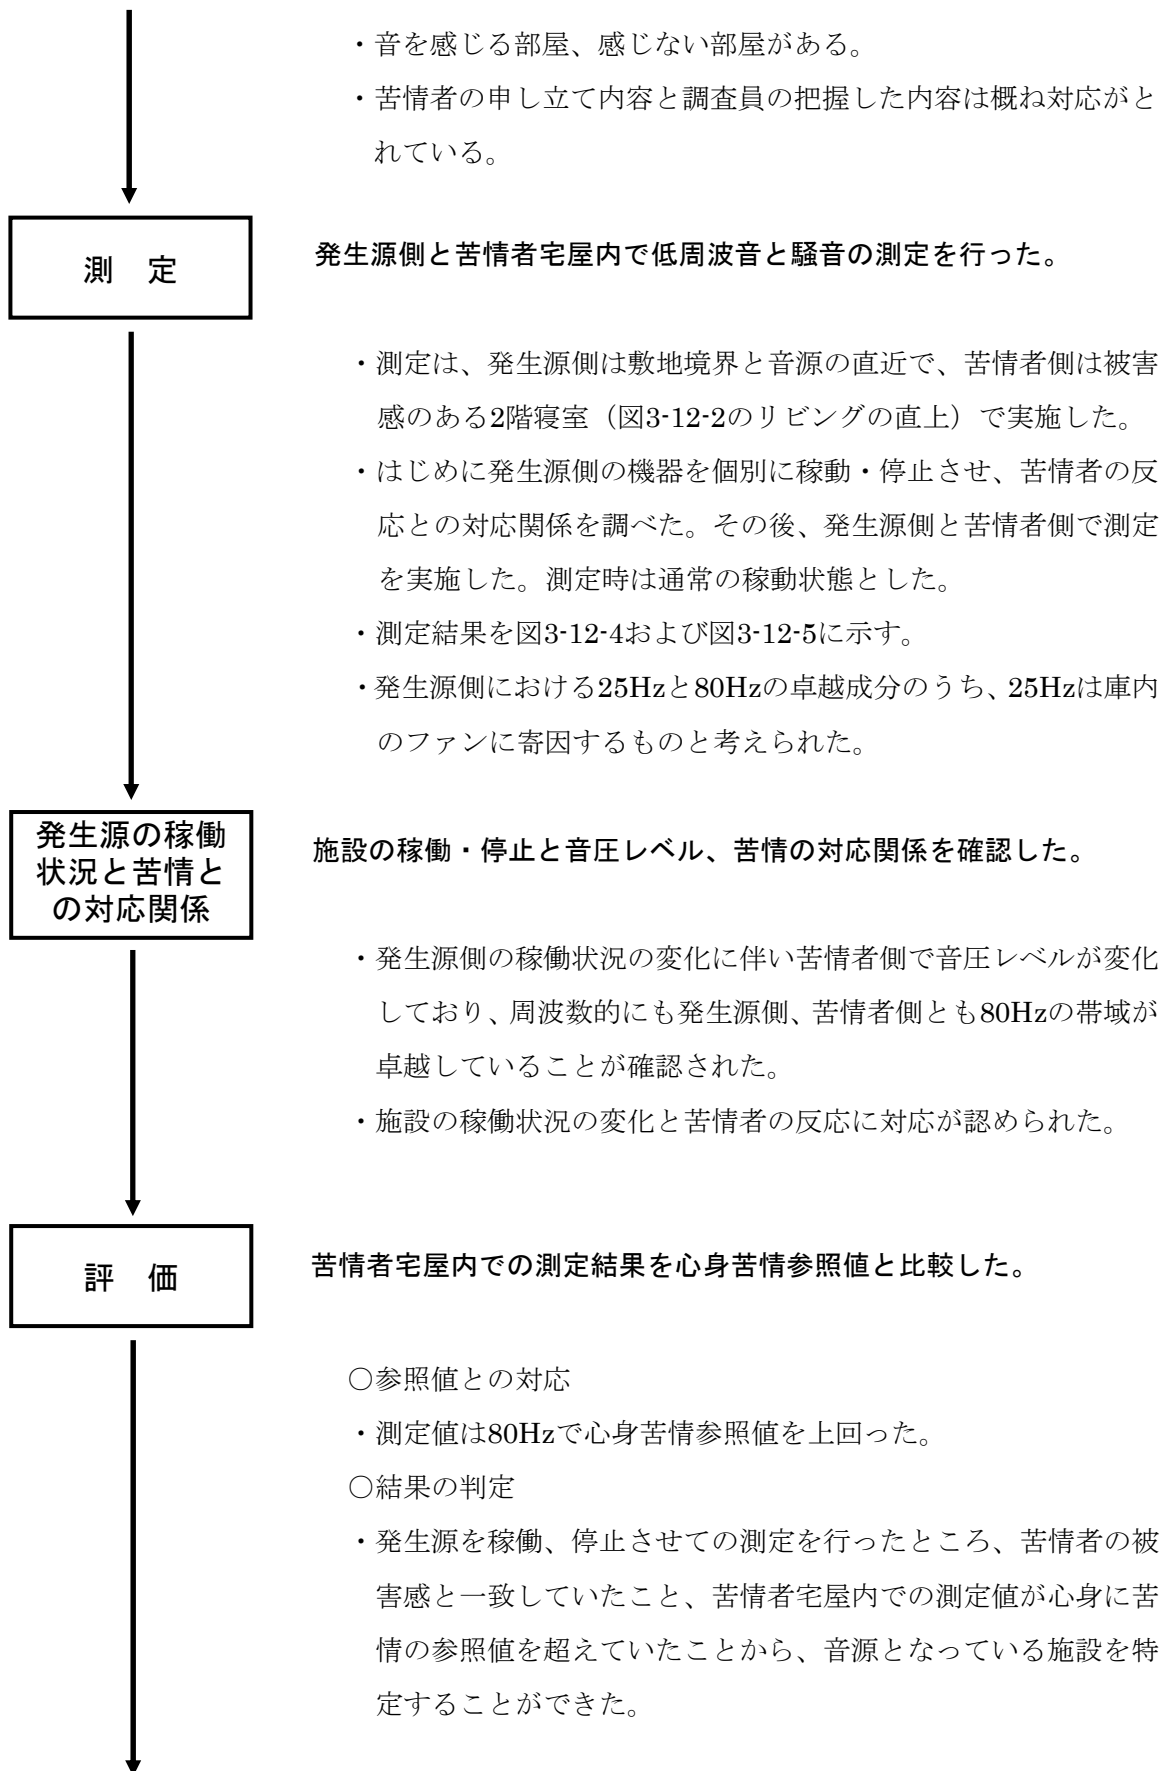 ・音を感じる部屋、感じない部屋がある。
・苦情者の申し立て内容と調査員の把握した内容は概ね対応がと
れている。
測　定
発生源側と苦情者宅屋内で低周波音と騒音の測定を行った。
・測定は、発生源側は敷地境界と音源の直近で、苦情者側は被害
感のある2階寝室（図3-12-2のリビングの直上）で実施した。
・はじめに発生源側の機器を個別に稼動・停止させ、苦情者の反
応との対応関係を調べた。その後、発生源側と苦情者側で測定
を実施した。測定時は通常の稼動状態とした。
・測定結果を図3-12-4および図3-12-5に示す。
・発生源側における25Hzと80Hzの卓越成分のうち、25Hzは庫内
のファンに寄因するものと考えられた。
発生源の稼働
状況と苦情と
の対応関係
施設の稼働・停止と音圧レベル、苦情の対応関係を確認した。
・発生源側の稼働状況の変化に伴い苦情者側で音圧レベルが変化
しており、周波数的にも発生源側、苦情者側とも80Hzの帯域が
卓越していることが確認された。
・施設の稼働状況の変化と苦情者の反応に対応が認められた。
評　価
苦情者宅屋内での測定結果を心身苦情参照値と比較した。
○参照値との対応
・測定値は80Hzで心身苦情参照値を上回った。
○結果の判定
・発生源を稼働、停止させての測定を行ったところ、苦情者の被
害感と一致していたこと、苦情者宅屋内での測定値が心身に苦
情の参照値を超えていたことから、音源となっている施設を特
定することができた。